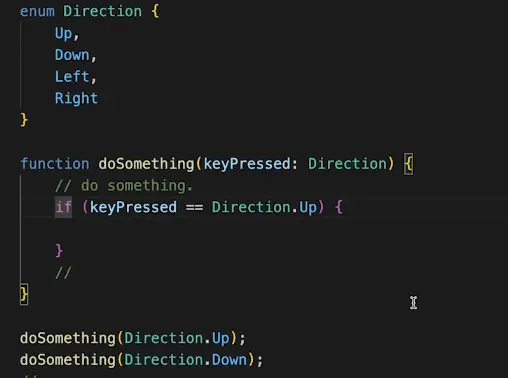 enum Direction {
    Up,
    Down,
    Left,
    Right
}
function doSomething(keyPressed: Direction) {
    // do something.
    if (keyPressed == Direction.Up) {
    }
    //
}
doSomething(Direction.Up);
doSomething(Direction.Down);